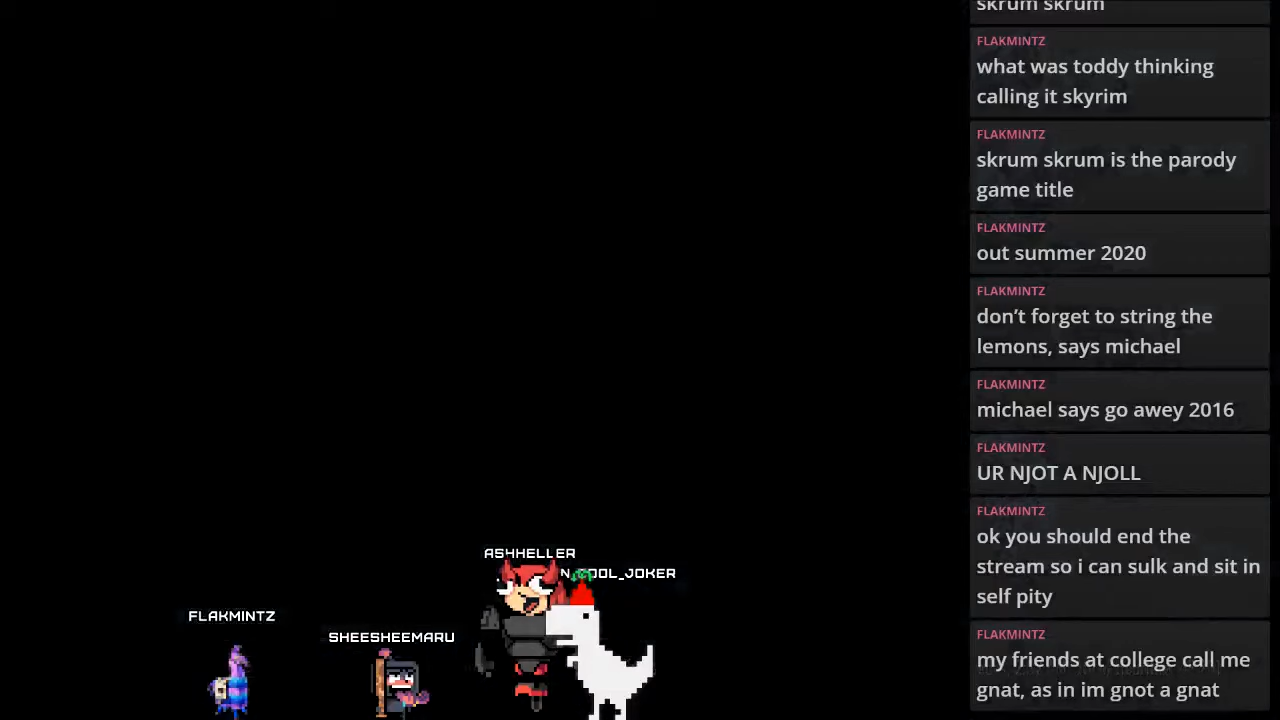 skrum skrum
FLAKMINTZ
what was toddy thinking
calling it skyrim
FLAKMINTZ
skrum skrum is the parody
game title
FLAKMINTZ
out summer 2020
FLAKMINTZ
don't forget to string the
lemons, says michael
FLAKMINTZ
michael says go awey 2016
FLAKMINTZ
UR NJOT A NJOLL
FLAKMINTZ
ok you should end the
stream so i can sulk and sit in
self pity
FLAKMINTZ
my friends at college call me
gnat, as in im gnot a gnat
ASHHELLER
FLAKMINTZ
SHEESHEEMARU